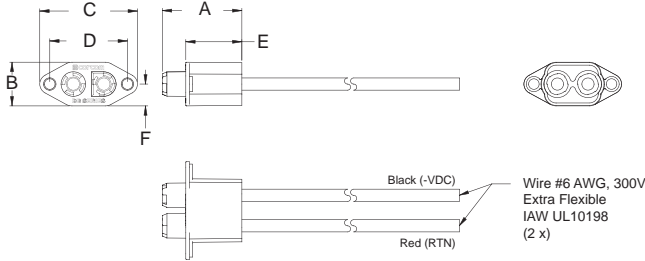 A
C
D
B
E
F
Black (-VDC)
Red (RTN)
Wire #6 AWG, 300V
Extra Flexible
IAW UL10198
(2 x)